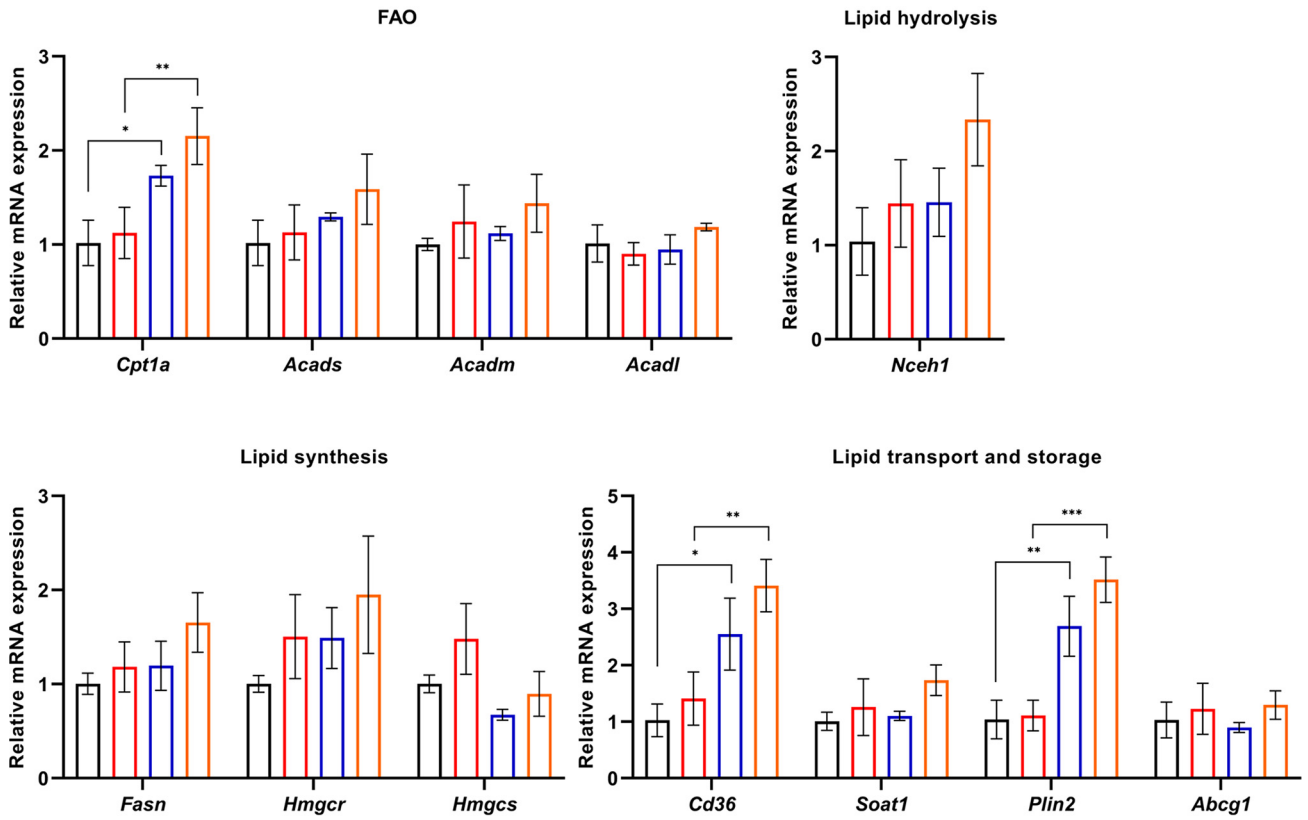 FAO
Relative mRNA expression
3
2
1
0
*
**
Cpt1a Acads Acadm Acadl
Lipid hydrolysis
Relative mRNA expression
3
2
1
0
Nceh1
Lipid synthesis
Relative mRNA expression
3
2
1
0
Fasn Hmgcr Hmgcs
Lipid transport and storage
Relative mRNA expression
5
4
3
2
1
0
*
**
**
***
Cd36 Soat1 Plin2 Abcg1